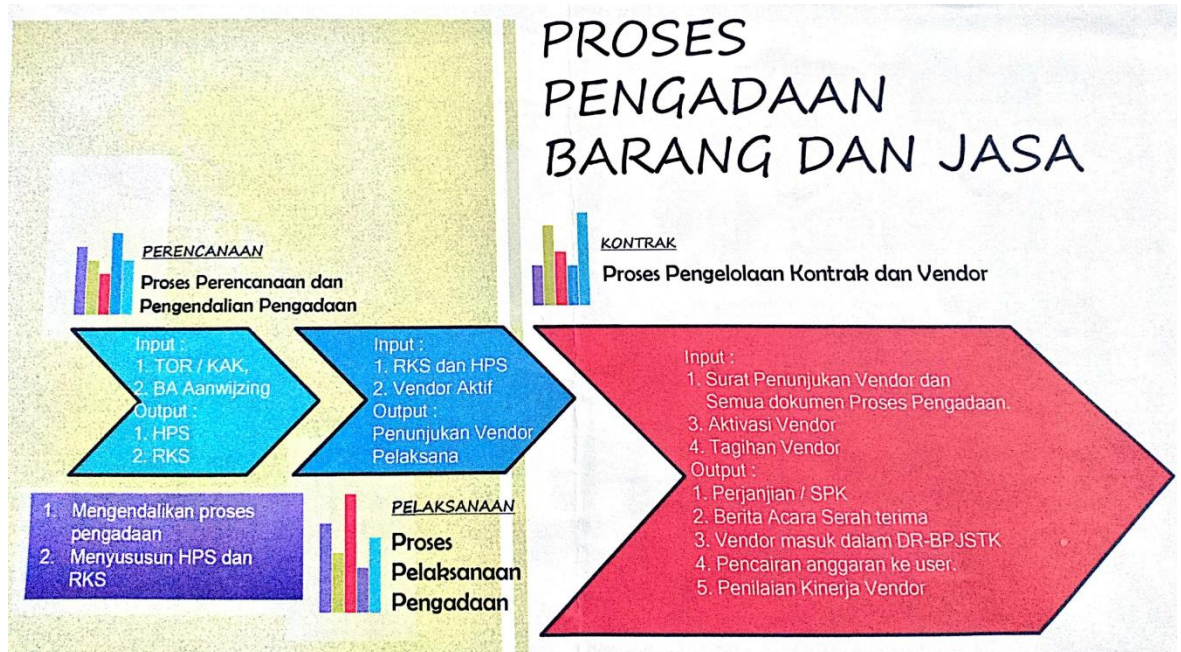 PROSES
PENGADAAN
BARANG DAN JASA
PERENCANAAN
Proses Perencanaan dan
Pengendalian Pengadaan
KONTRAK
Proses Pengelolaan Kontrak dan Vendor
Input :
1. TOR / KAK,
2. BA Aanwijzing
Output :
1. HPS
2. RKS
Input :
1. RKS dan HPS
2. Vendor Aktif
Output :
Penunjukan Vendor
Pelaksana
Input :
1. Surat Penunjukan Vendor dan
Semua dokumen Proses Pengadaan.
3. Aktivasi Vendor
4. Tagihan Vendor
Output :
1. Perjanjian / SPK
2. Berita Acara Serah terima
3. Vendor masuk dalam DR-BPJSTK
4. Pencairan anggaran ke user.
5. Penilaian Kinerja Vendor
1. Mengendalikan proses
pengadaan
2. Menyususun HPS dan
RKS
PELAKSANAAN
Proses
Pelaksanaan
Pengadaan